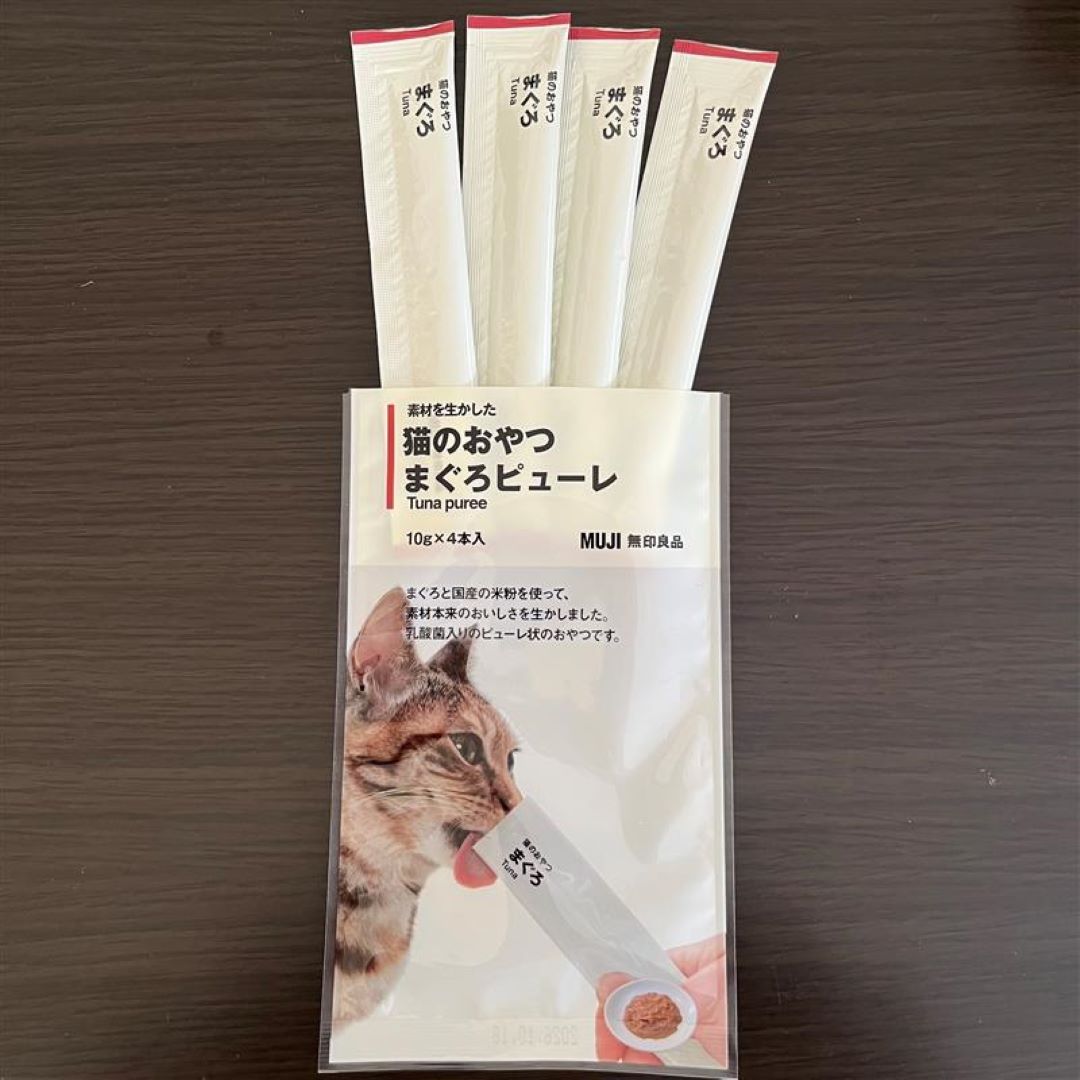 猫のおやつ
まぐろ
Tuna
猫のおやつ
まぐろ
Tuna
猫のおやつ
まぐろ
Tuna
猫のおやつ
まぐろ
Tuna
素材を生かした
猫のおやつ
まぐろピューレ
Tuna puree
10g×4本入
MUJI 無印良品
まぐろと国産の米粉を使って、
素材本来のおいしさを生かしました。
乳酸菌入りのピューレ状のおやつです。
猫のおやつ
まぐろ
Tuna
2026.10.18